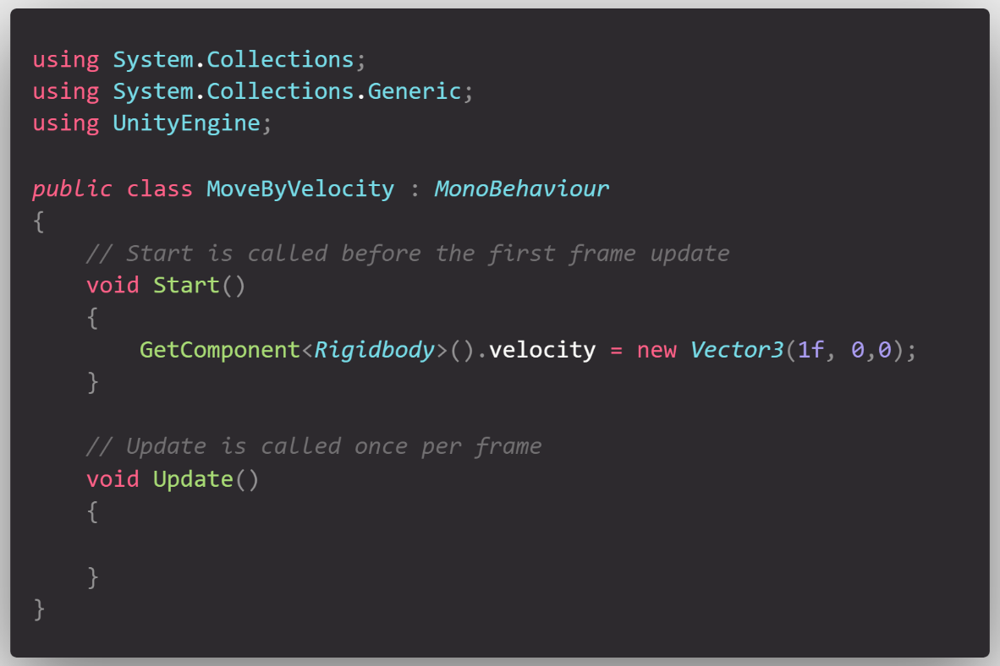 using System.Collections;
using System.Collections.Generic;
using UnityEngine;
public class MoveByVelocity : MonoBehaviour
{
    // Start is called before the first frame update
    void Start()
    {
        GetComponent<Rigidbody>().velocity = new Vector3(1f, 0,0);
    }
    // Update is called once per frame
    void Update()
    {
    }
}